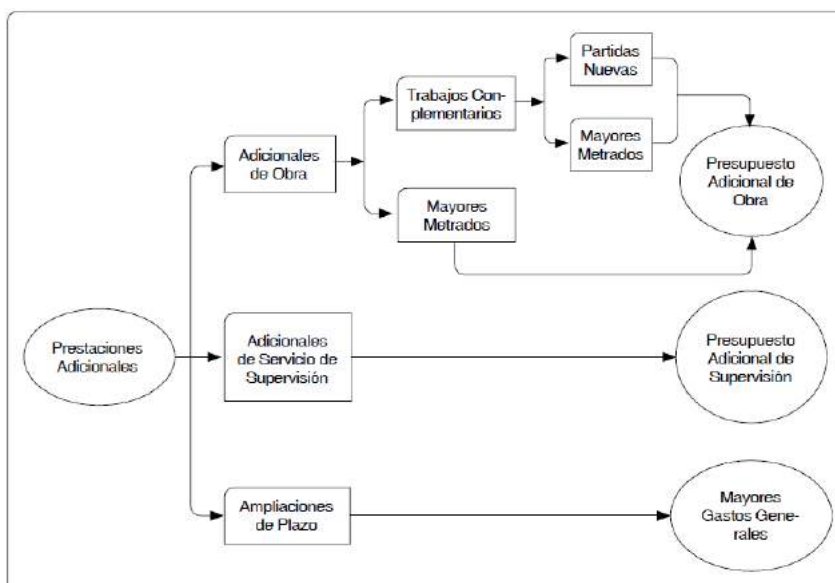 Partidas
Nuevas
Trabajos Con-
plementarios
Mayores
Metrados
Adicionales
de Obra
Presupuesto
Adicional de
Obra
Mayores
Metrados
Prestaciones
Adicionales
Adicionales
de Servicio de
Supervisión
Presupuesto
Adicional de
Supervisión
Ampliaciones
de Plazo
Mayores
Gastos Gene-
rales